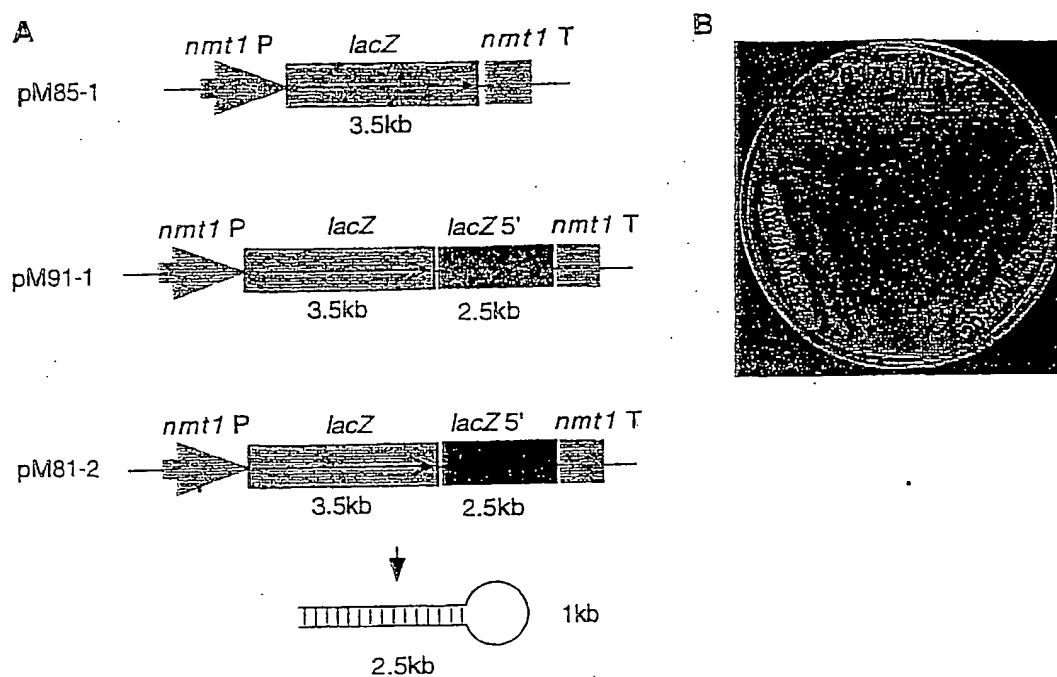 A
B
nmt1 P lacZ nmt1 T
pM85-1
3.5kb
nmt1 P lacZ lacZ 5' nmt1 T
pM91-1
3.5kb 2.5kb
nmt1 P lacZ lacZ 5' nmt1 T
pM81-2
3.5kb 2.5kb
1kb
2.5kb